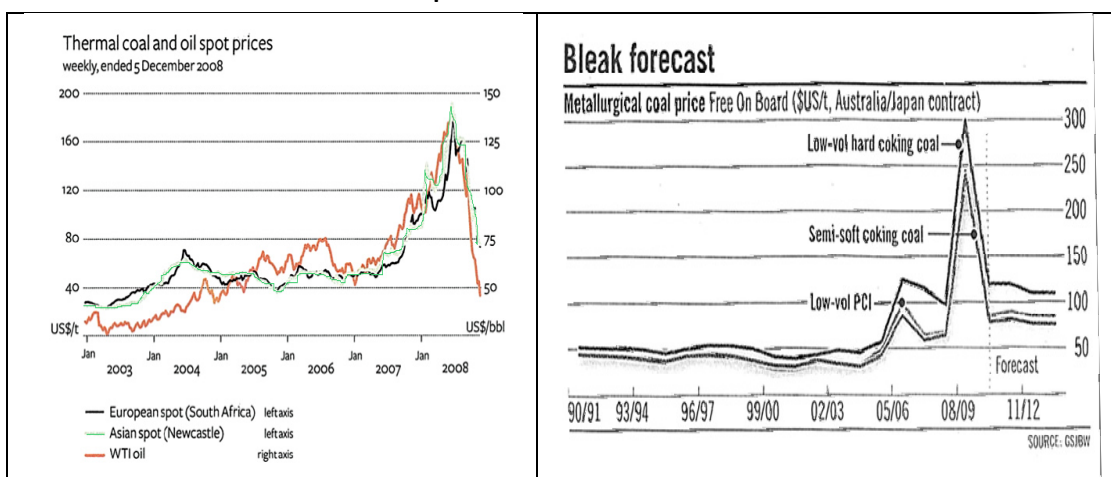 Thermal coal and oil spot prices
weekly, ended 5 December 2008
200 150
160 125
120 100
80 75
40 50
US$/t US$/bbl
Jan Jan Jan Jan Jan Jan
2003 2004 2005 2006 2007 2008
European spot (South Africa) left axis
Asian spot (Newcastle) left axis
WTI oil right axis
Bleak forecast
Metallurgical coal price Free On Board ($US/t, Australia/Japan contract)
300
Low-vol hard coking coal
250
200
Semi-soft coking coal
150
Low-vol PCI
100
50
Forecast
90/91 93/94 96/97 99/00 02/03 05/06 08/09 11/12
SOURCE: GSJBW